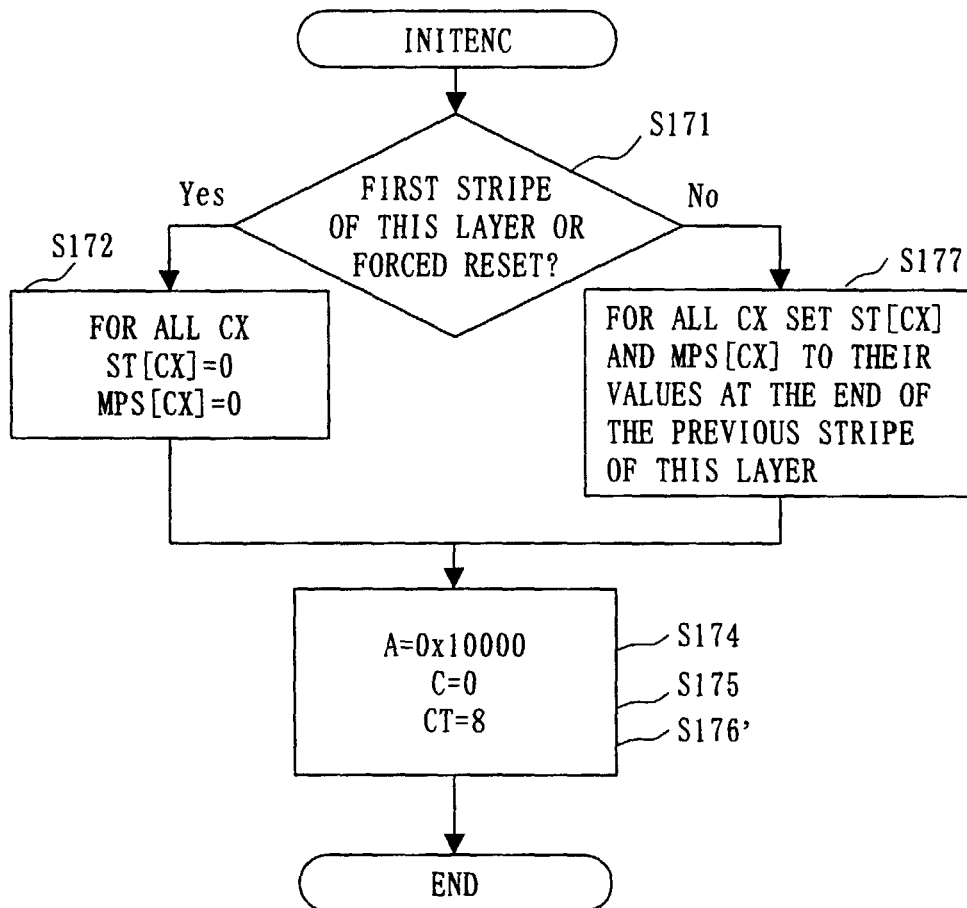 INITENC
S171
Yes
FIRST STRIPE
OF THIS LAYER OR
FORCED RESET?
No
S172
FOR ALL CX
ST[CX]=0
MPS[CX]=0
S177
FOR ALL CX SET ST[CX]
AND MPS[CX] TO THEIR
VALUES AT THE END OF
THE PREVIOUS STRIPE
OF THIS LAYER
A=0x10000
S174
C=0
S175
CT=8
S176’
END